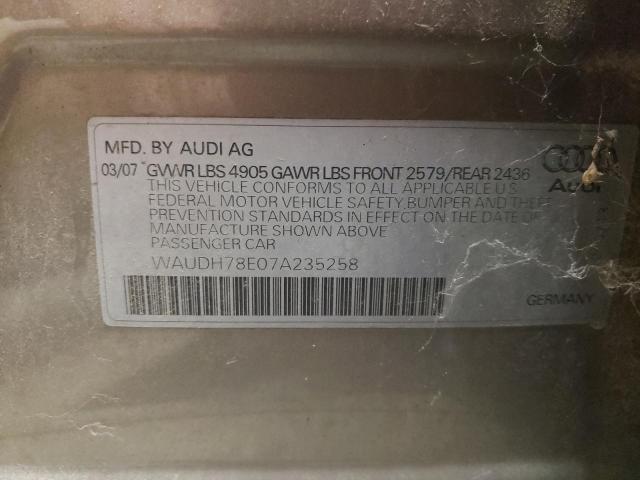 MFD. BY AUDI AG
03/07 GVWR LBS 4905 GAWR LBS FRONT 2579/REAR 2436
THIS VEHICLE CONFORMS TO ALL APPLICABLE U.S.
FEDERAL MOTOR VEHICLE SAFETY, BUMPER AND THEFT
PREVENTION STANDARDS IN EFFECT ON THE DATE OF
MANUFACTURE SHOWN ABOVE
PASSENGER CAR
WAUDH78E07A235258
Audi
GERMANY